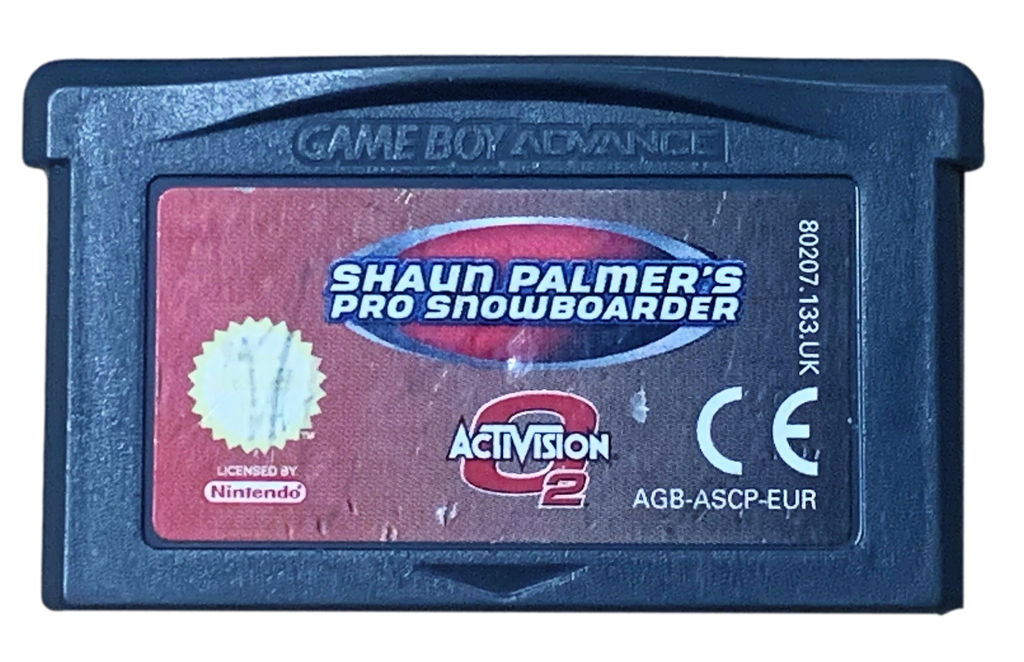 GAME BOY ADVANCE
SHAUN PALMER'S
PRO SNOWBOARDER
80207.133.UK
ACTIVISION
O2
CE
TM
LICENSED BY
Nintendo®
AGB-ASCP-EUR